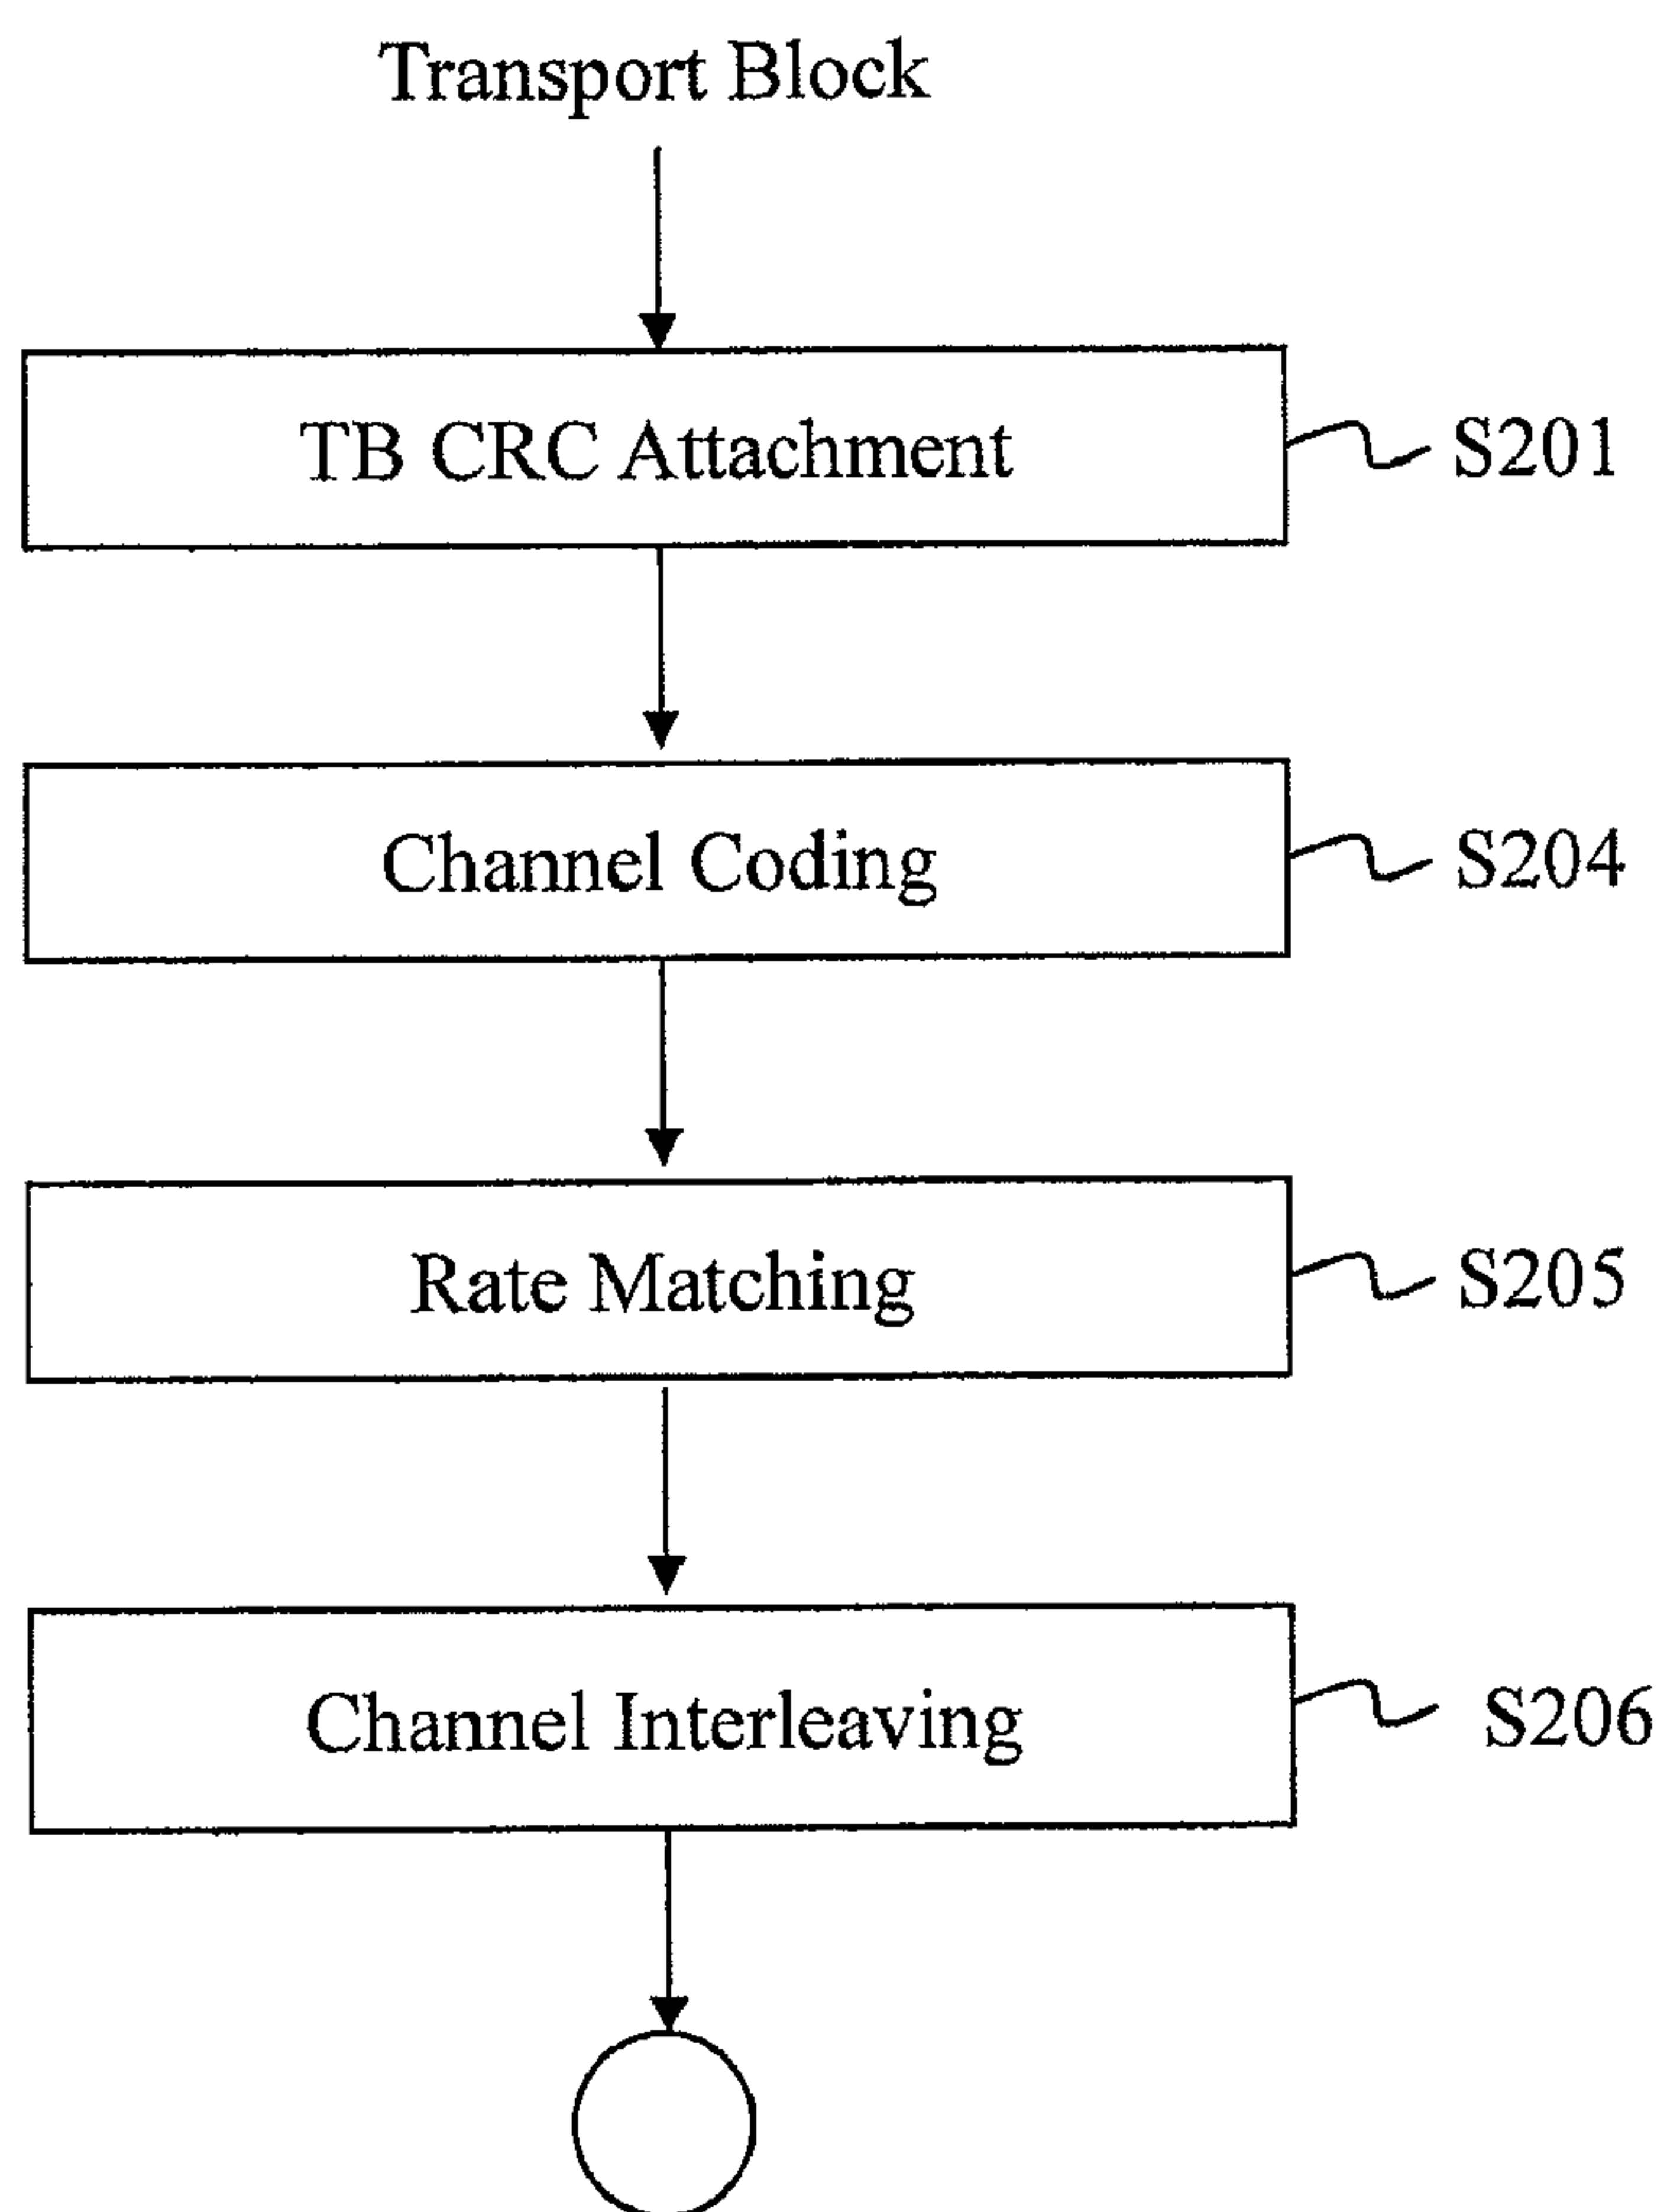 Transport Block
TB CRC Attachment S201
Channel Coding S204
Rate Matching S205
Channel Interleaving S206